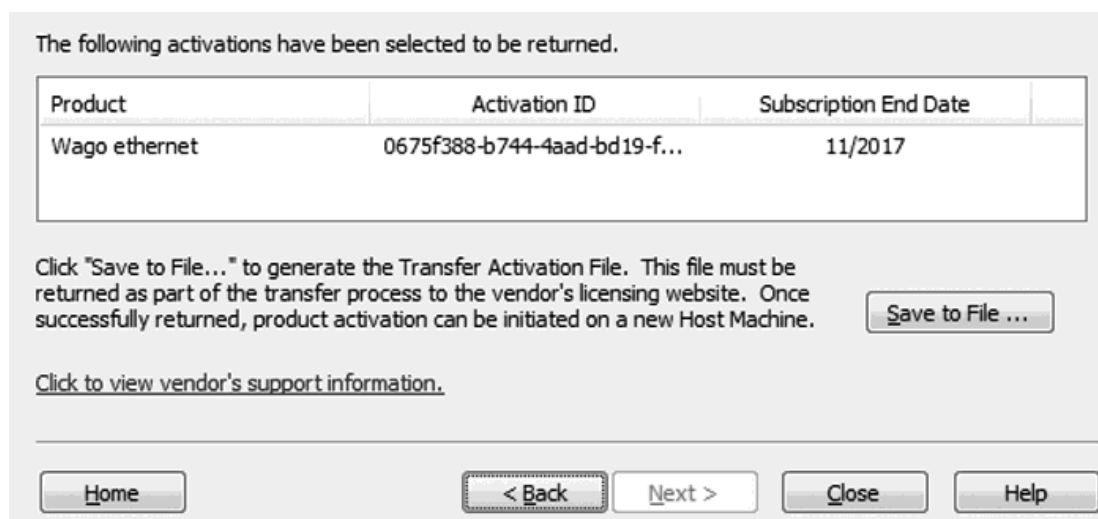 The following activations have been selected to be returned.
Product Activation ID Subscription End Date
Wago ethernet 0675f388-b744-4aad-bd19-f... 11/2017
Click "Save to File..." to generate the Transfer Activation File. This file must be
returned as part of the transfer process to the vendor's licensing website. Once
successfully returned, product activation can be initiated on a new Host Machine.
Save to File ...
Click to view vendor's support information.
Home < Back Next > Close Help